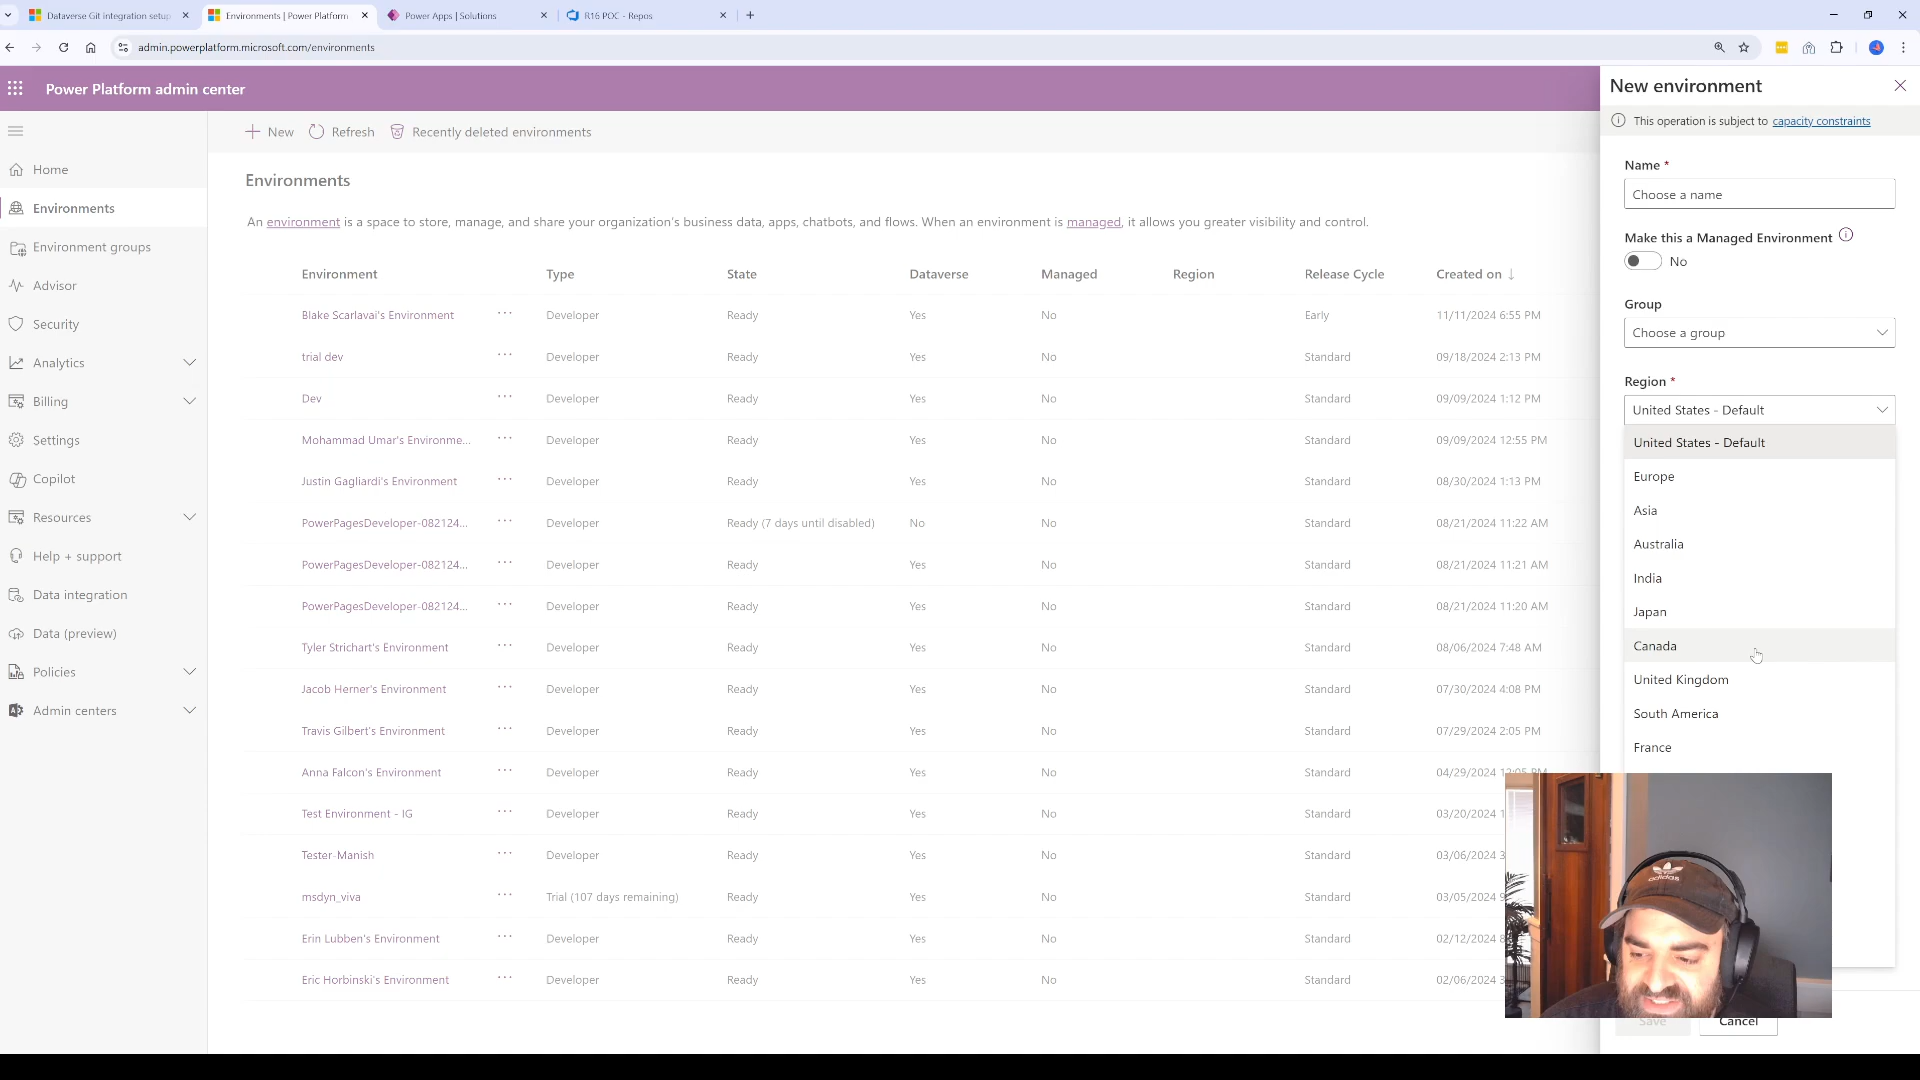 Dataverse Git integration setup
Environments | Power Platform
Power Apps | Solutions
R16 POC - Repos
admin.powerplatform.microsoft.com/environments
Power Platform admin center
New
Refresh
Recently deleted environments
Home
Environments
Environment groups
Advisor
Security
Analytics
Billing
Settings
Copilot
Resources
Help + support
Data integration
Data (preview)
Policies
Admin centers
Environments
An environment is a space to store, manage, and share your organization's business data, apps, chatbots, and flows. When an environment is managed, it allows you greater visibility and control.
Environment Type State Dataverse Managed Region Release Cycle Created on ↓
Blake Scarlavai's Environment ... Developer Ready Yes No Early 11/11/2024 6:55 PM
trial dev ... Developer Ready Yes No Standard 09/18/2024 2:13 PM
Dev ... Developer Ready Yes No Standard 09/09/2024 1:12 PM
Mohammad Umar's Environme... ... Developer Ready Yes No Standard 09/09/2024 12:55 PM
Justin Gagliardi's Environment ... Developer Ready Yes No Standard 08/30/2024 1:13 PM
PowerPagesDeveloper-082124... ... Developer Ready (7 days until disabled) No No Standard 08/21/2024 11:22 AM
PowerPagesDeveloper-082124... ... Developer Ready Yes No Standard 08/21/2024 11:21 AM
PowerPagesDeveloper-082124... ... Developer Ready Yes No Standard 08/21/2024 11:20 AM
Tyler Strichart's Environment ... Developer Ready Yes No Standard 08/06/2024 7:48 AM
Jacob Herner's Environment ... Developer Ready Yes No Standard 07/30/2024 4:08 PM
Travis Gilbert's Environment ... Developer Ready Yes No Standard 07/29/2024 2:05 PM
Anna Falcon's Environment ... Developer Ready Yes No Standard 04/29/2024 12:05 PM
Test Environment - IG ... Developer Ready Yes No Standard 03/20/2024 1
Tester-Manish ... Developer Ready Yes No Standard 03/06/2024 3
msdyn_viva ... Trial (107 days remaining) Ready Yes No Standard 03/05/2024 9
Erin Lubben's Environment ... Developer Ready Yes No Standard 02/12/2024 8
Eric Horbinski's Environment ... Developer Ready Yes No Standard 02/06/2024 3
New environment
This operation is subject to capacity constraints
Name *
Choose a name
Make this a Managed Environment
No
Group
Choose a group
Region *
United States - Default
United States - Default
Europe
Asia
Australia
India
Japan
Canada
United Kingdom
South America
France
adidas
Save
Cancel